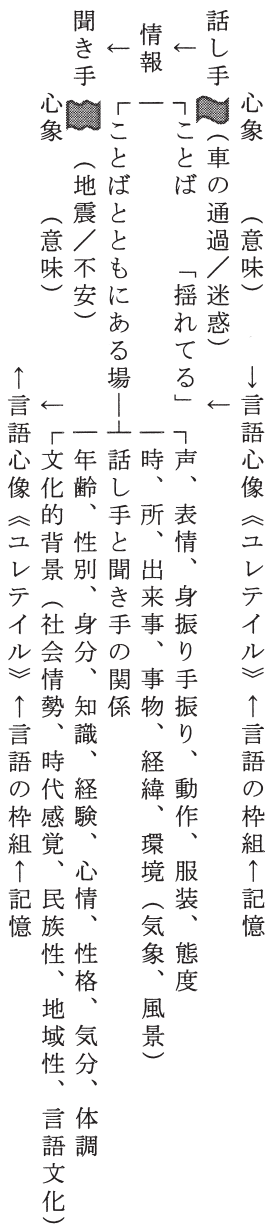 心象 (意味) ↓言語心像《ユレテイル》↑言語の枠組↑記憶
話し手 (車の通過/迷惑) ←
← ことば 「揺れてる」 声、表情、身振り手振り、動作、服装、態度
情報 時、所、出来事、事物、経緯、環境(気象、風景)
← ことばとともにある場 話し手と聞き手の関係
聞き手 (地震/不安) 年齢、性別、身分、知識、経験、心情、性格、気分、体調
心象 (意味) ← 文化的背景(社会情勢、時代感覚、民族性、地域性、言語文化)
↑言語心像《ユレテイル》↑言語の枠組↑記憶